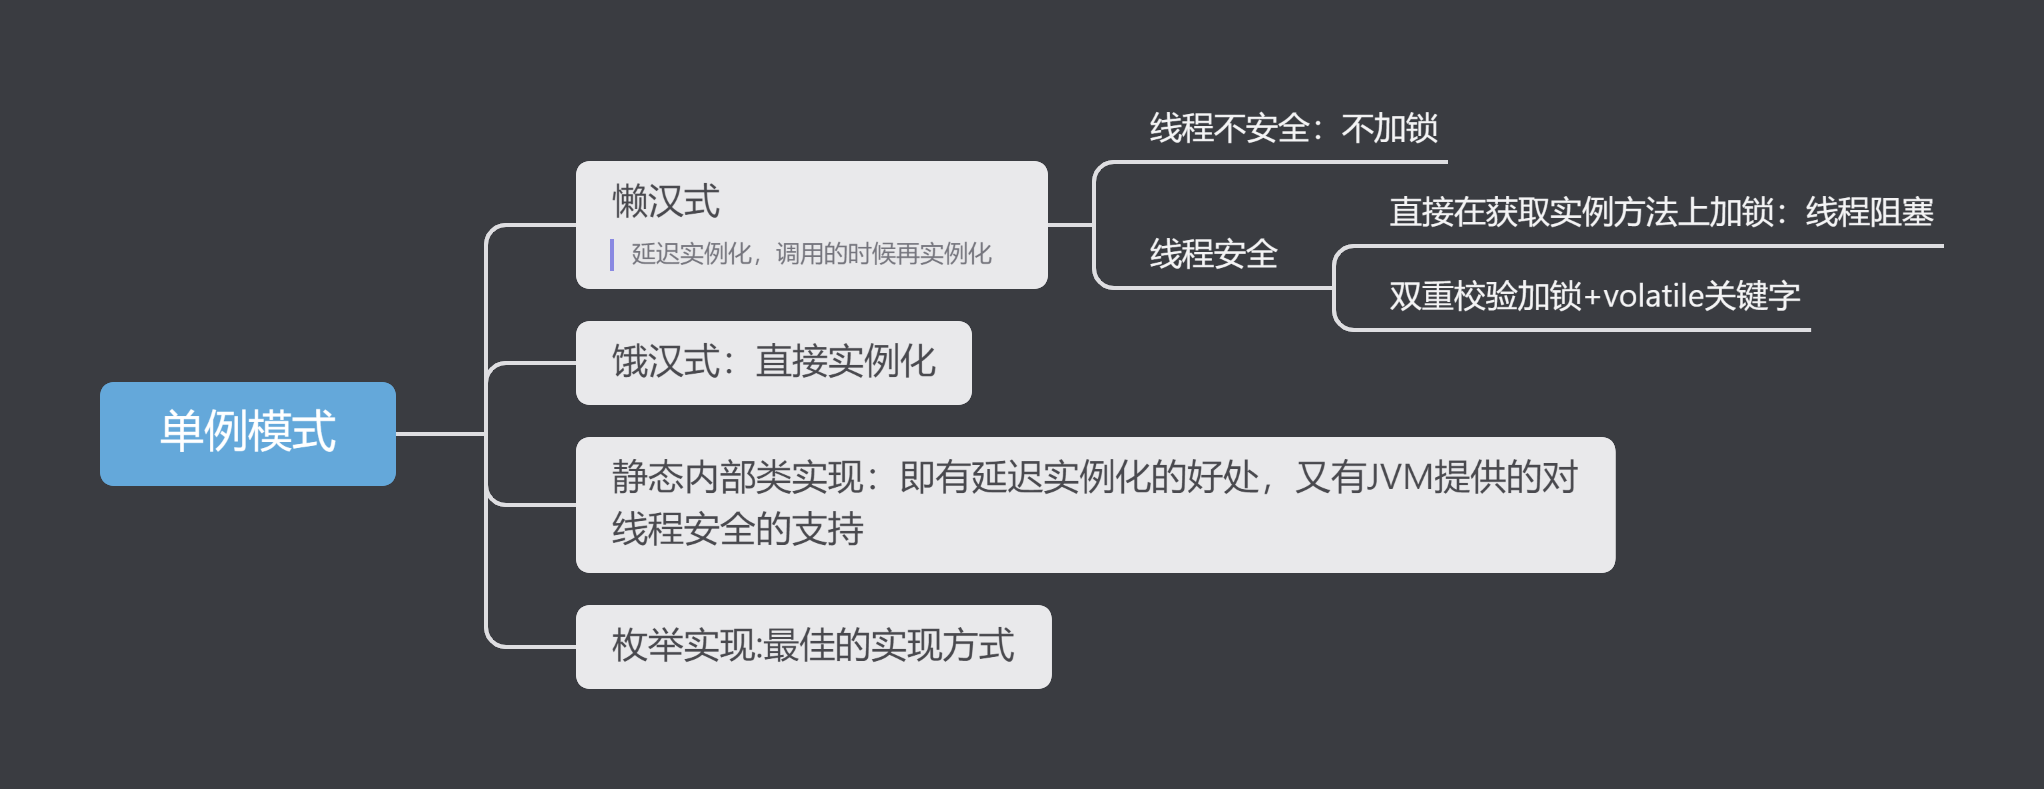 单例模式
懒汉式
延迟实例化，调用的时候再实例化
线程不安全：不加锁
线程安全
直接在获取实例方法上加锁：线程阻塞
双重校验加锁+volatile关键字
饿汉式：直接实例化
静态内部类实现：即有延迟实例化的好处，又有JVM提供的对
线程安全的支持
枚举实现:最佳的实现方式